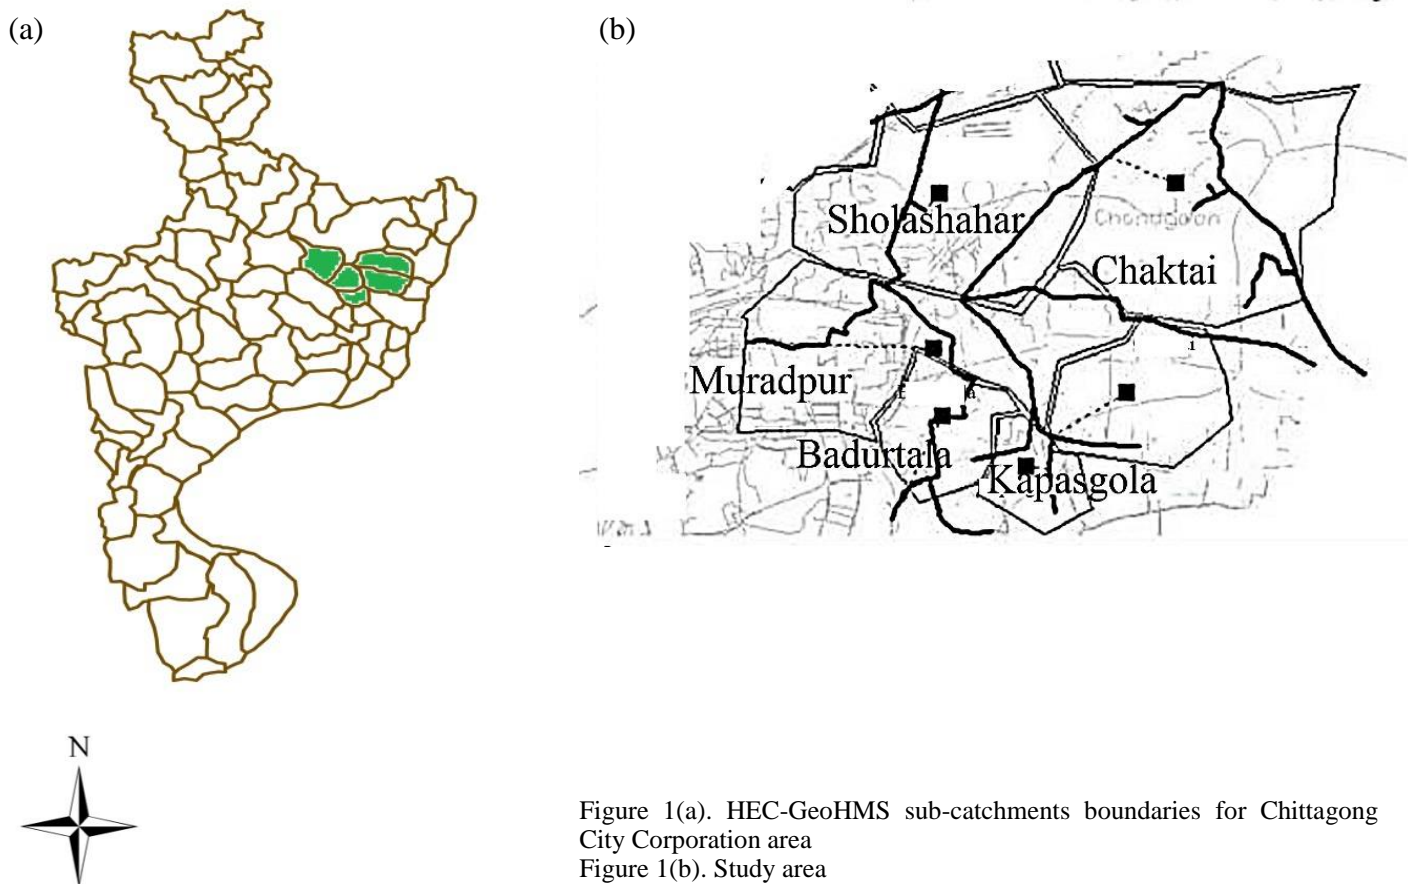 (a)
(b)
Sholashahar
Chandgaon
Chaktai
Muradpur
Badurtala
Kapasgola
N
Figure 1(a). HEC-GeoHMS sub-catchments boundaries for Chittagong
City Corporation area
Figure 1(b). Study area